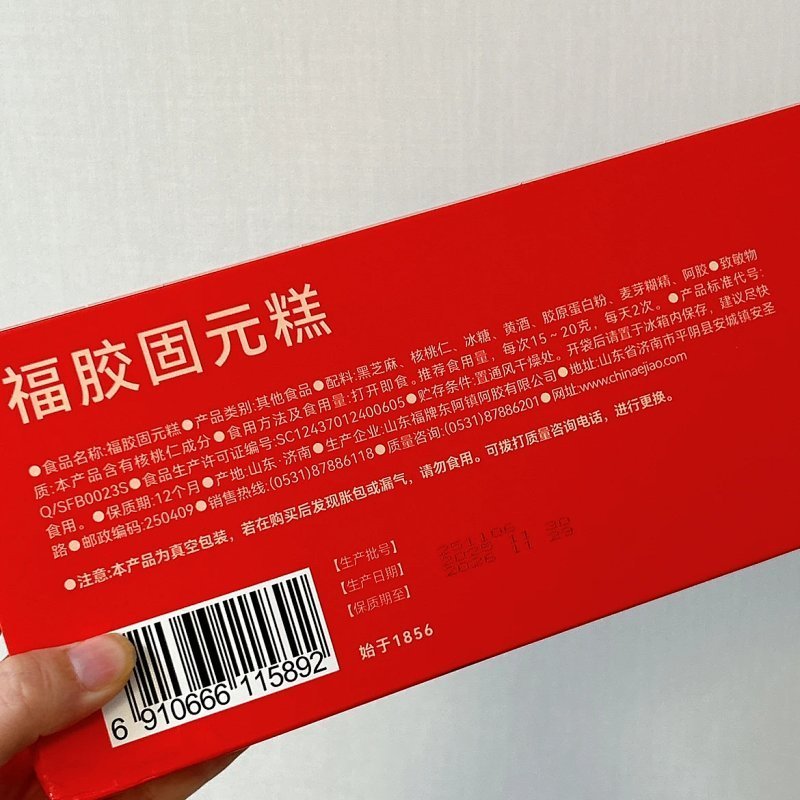 福胶固元糕
●食品名称:福胶固元糕●产品类别:其他食品●配料:黑芝麻、核桃仁、冰糖、黄酒、胶原蛋白粉、麦芽糊精、阿胶●致敏物
质:本产品含有核桃仁成分●食用方法及食用量:打开即食。推荐食用量，每次15~20克，每天2次。●产品标准代号:
Q/SFB0023S●食品生产许可证编号:SC12437012400605●贮存条件:置通风干燥处。开袋后请置于冰箱内保存，建议尽快
食用。●保质期:12个月●产地:山东·济南●生产企业:山东福牌东阿镇阿胶有限公司●地址:山东省济南市平阴县安城镇安圣
路●邮政编码:250409●销售热线:(0531)87886118●质量咨询:(0531)87886201●网址:www.chinaejiao.com
●注意:本产品为真空包装，若在购买后发现胀包或漏气，请勿食用。可拨打质量咨询电话，进行更换。
【生产批号】
【生产日期】
【保质期至】
始于1856
6 910666 115892